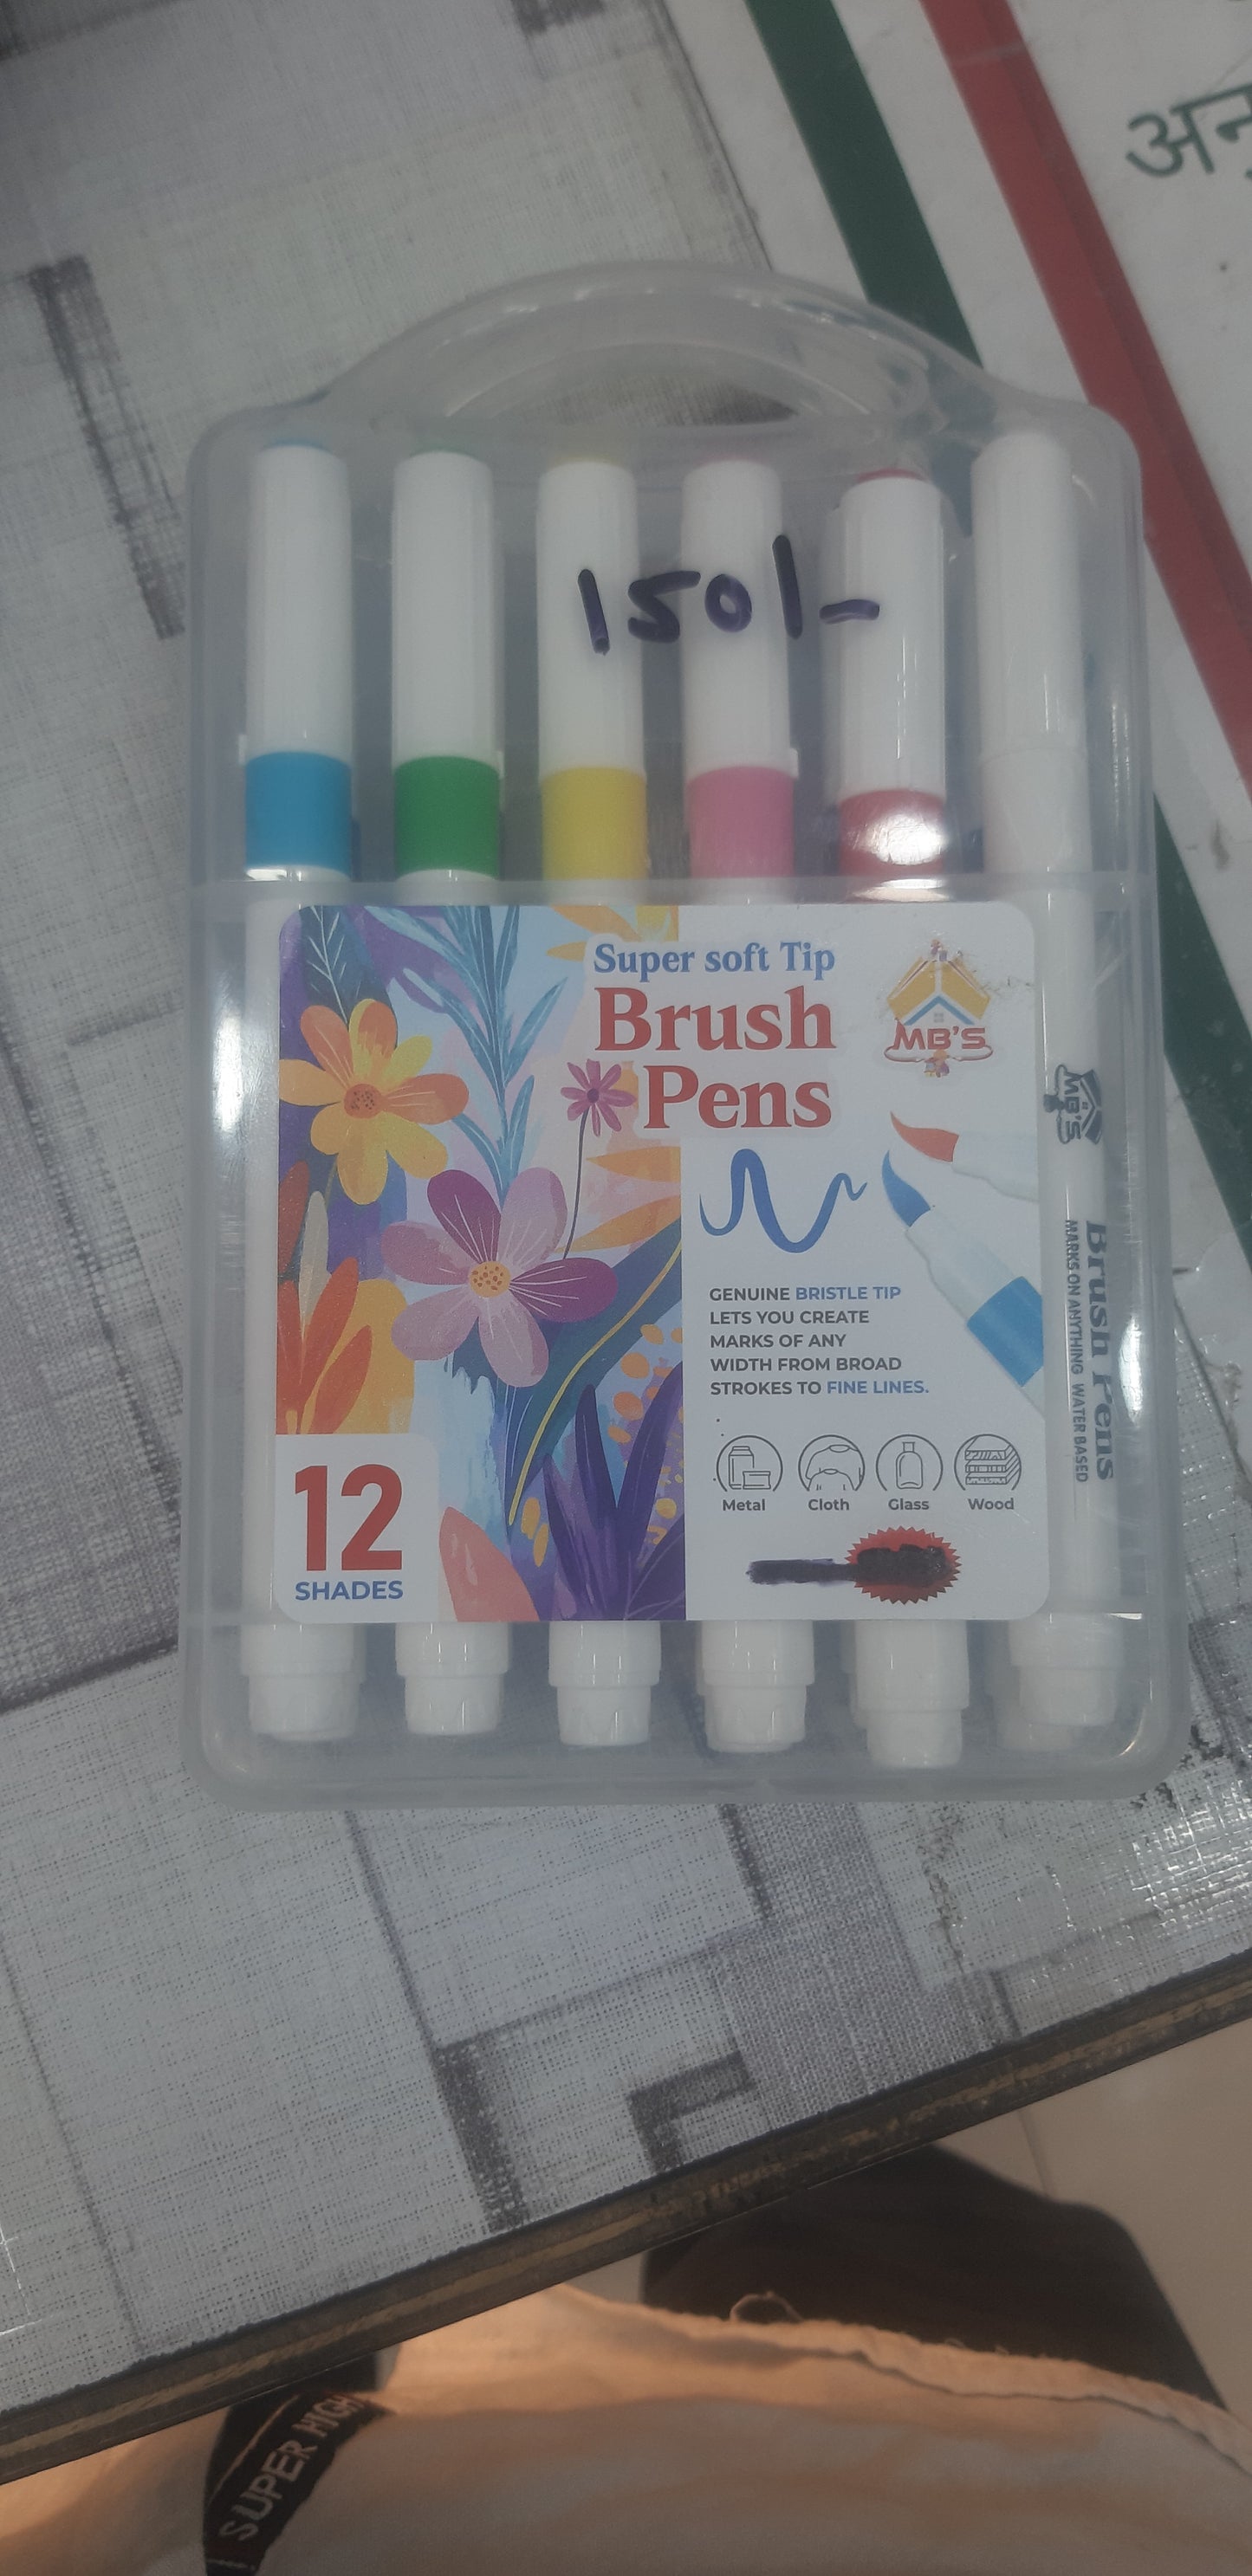 अनु
150/-
Super soft Tip
Brush
Pens
MB'S
GENUINE BRISTLE TIP
LETS YOU CREATE
MARKS OF ANY
WIDTH FROM BROAD
STROKES TO FINE LINES.
Metal Cloth Glass Wood
12
SHADES
MB'S
Brush Pens
MARKS ON ANYTHING WATER BASED
SUPER HIGH